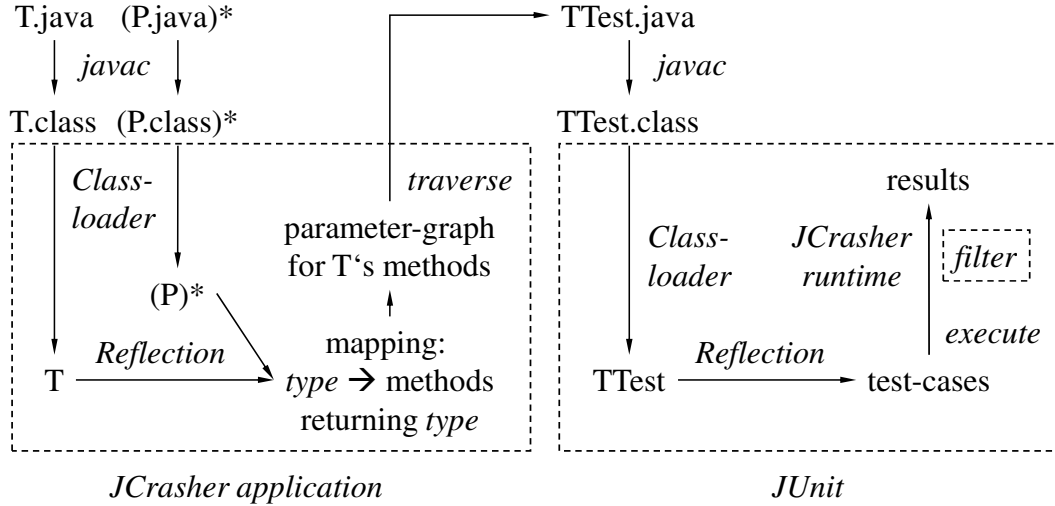 T.java (P.java)*
javac
T.class (P.class)*
Class-
loader
traverse
parameter-graph
for T‘s methods
(P)*
Reflection
mapping:
T
type → methods
returning type
JCrasher application
TTest.java
javac
TTest.class
Class-
loader
results
JCrasher
runtime
filter
execute
Reflection
TTest
test-cases
JUnit